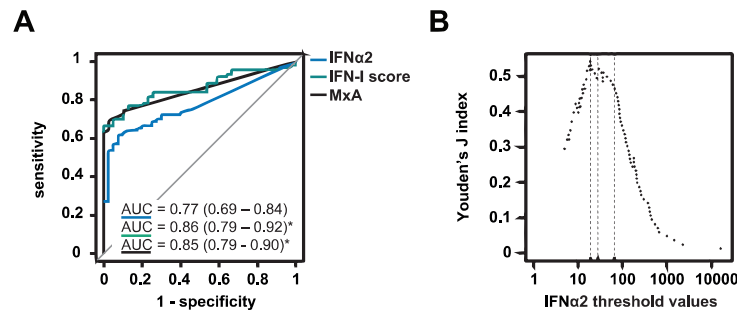 A
sensitivity
1
0.8
0.6
0.4
0.2
0
IFNα2
IFN-I score
MxA
AUC = 0.77 (0.69 – 0.84)
AUC = 0.86 (0.79 – 0.92)*
AUC = 0.85 (0.79 - 0.90)*
0 0.2 0.4 0.6 0.8 1
1 - specificity
B
Youden's J index
0.5
0.4
0.3
0.2
0.1
0
1 10 100 1000 10000
IFNα2 threshold values